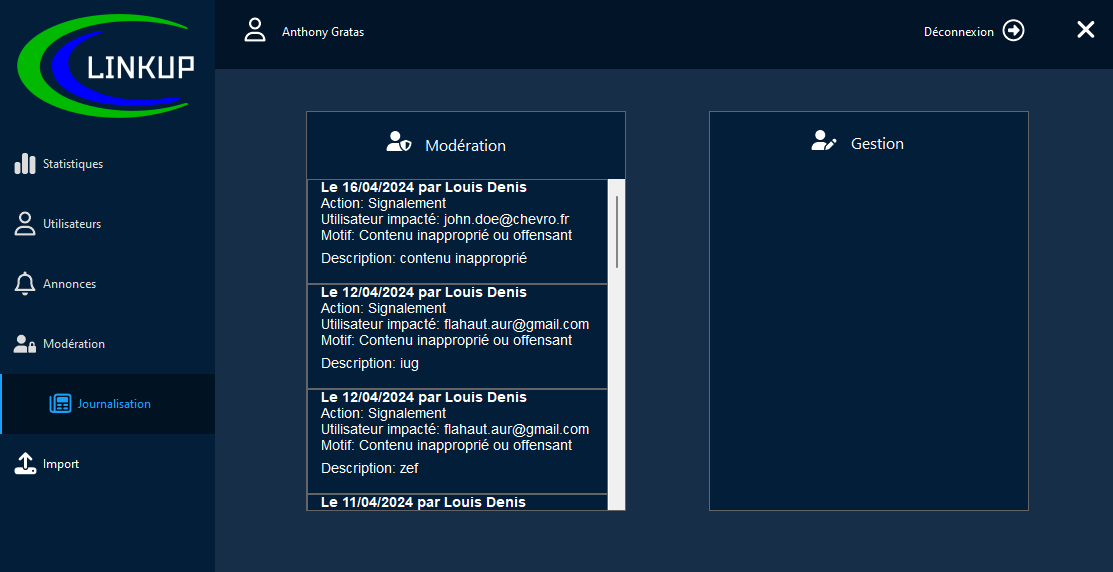 LINKUP
Anthony Gratas
Déconnexion
Statistiques
Utilisateurs
Annonces
Modération
Journalisation
Import
Modération
Le 16/04/2024 par Louis Denis
Action: Signalement
Utilisateur impacté: john.doe@chevro.fr
Motif: Contenu inapproprié ou offensant
Description: contenu inapproprié
Le 12/04/2024 par Louis Denis
Action: Signalement
Utilisateur impacté: flahaut.aur@gmail.com
Motif: Contenu inapproprié ou offensant
Description: iug
Le 12/04/2024 par Louis Denis
Action: Signalement
Utilisateur impacté: flahaut.aur@gmail.com
Motif: Contenu inapproprié ou offensant
Description: zef
Le 11/04/2024 par Louis Denis
Gestion